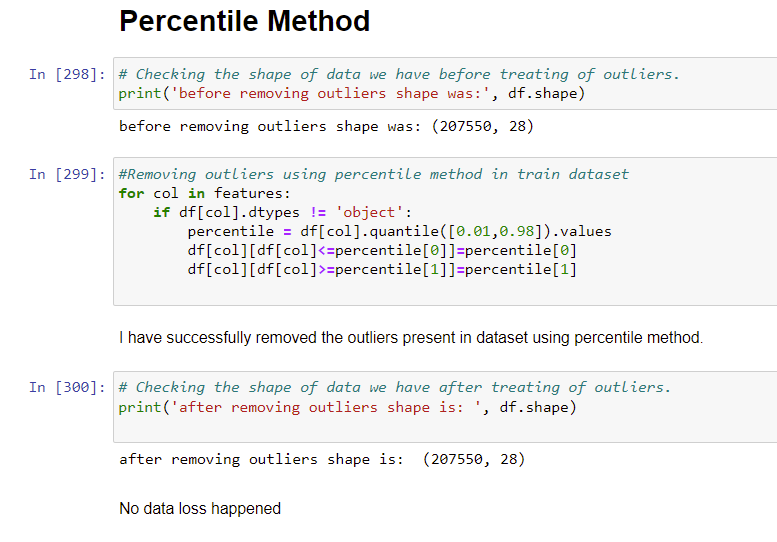 Percentile Method
In [298]: # Checking the shape of data we have before treating of outliers.
print('before removing outliers shape was:', df.shape)
before removing outliers shape was: (207550, 28)
In [299]: #Removing outliers using percentile method in train dataset
for col in features:
    if df[col].dtypes != 'object':
        percentile = df[col].quantile([0.01,0.98]).values
        df[col][df[col]<=percentile[0]]=percentile[0]
        df[col][df[col]>=percentile[1]]=percentile[1]
I have successfully removed the outliers present in dataset using percentile method.
In [300]: # Checking the shape of data we have after treating of outliers.
print('after removing outliers shape is: ', df.shape)
after removing outliers shape is:  (207550, 28)
No data loss happened